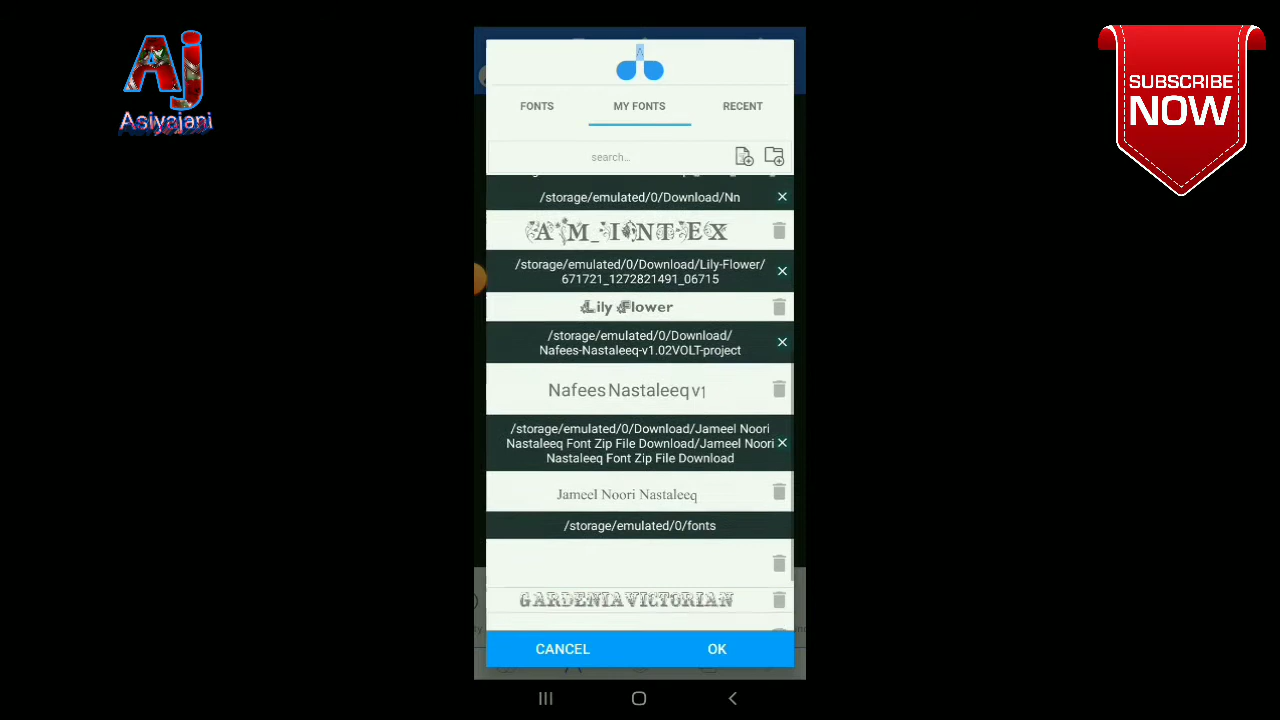 Aj
Asiyajani
SUBSCRIBE
NOW
A
FONTS
MY FONTS
RECENT
search...
/storage/emulated/0/Download/Nn
AM_INTEX
/storage/emulated/0/Download/Lily-Flower/
671721_1272821491_06715
Lily Flower
/storage/emulated/0/Download/
Nafees-Nastaleeq-v1.02VOLT-project
Nafees Nastaleeq v1
/storage/emulated/0/Download/Jameel Noori
Nastaleeq Font Zip File Download/Jameel Noori
Nastaleeq Font Zip File Download
Jameel Noori Nastaleeq
/storage/emulated/0/fonts
GARDENIA VICTORIAN
CANCEL
OK